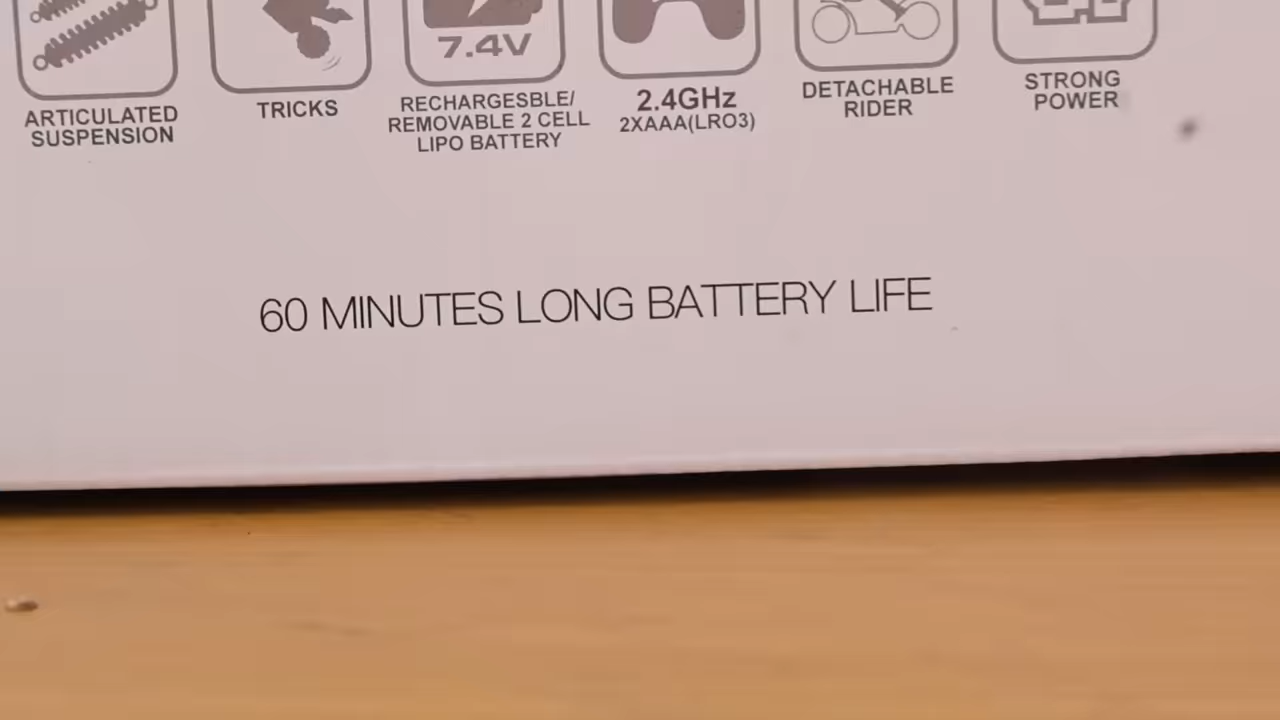 7.4V
ARTICULATED
SUSPENSION
TRICKS
RECHARGESBLE/
REMOVABLE 2 CELL
LIPO BATTERY
2.4GHz
2XAAA(LRO3)
DETACHABLE
RIDER
STRONG
POWER
60 MINUTES LONG BATTERY LIFE